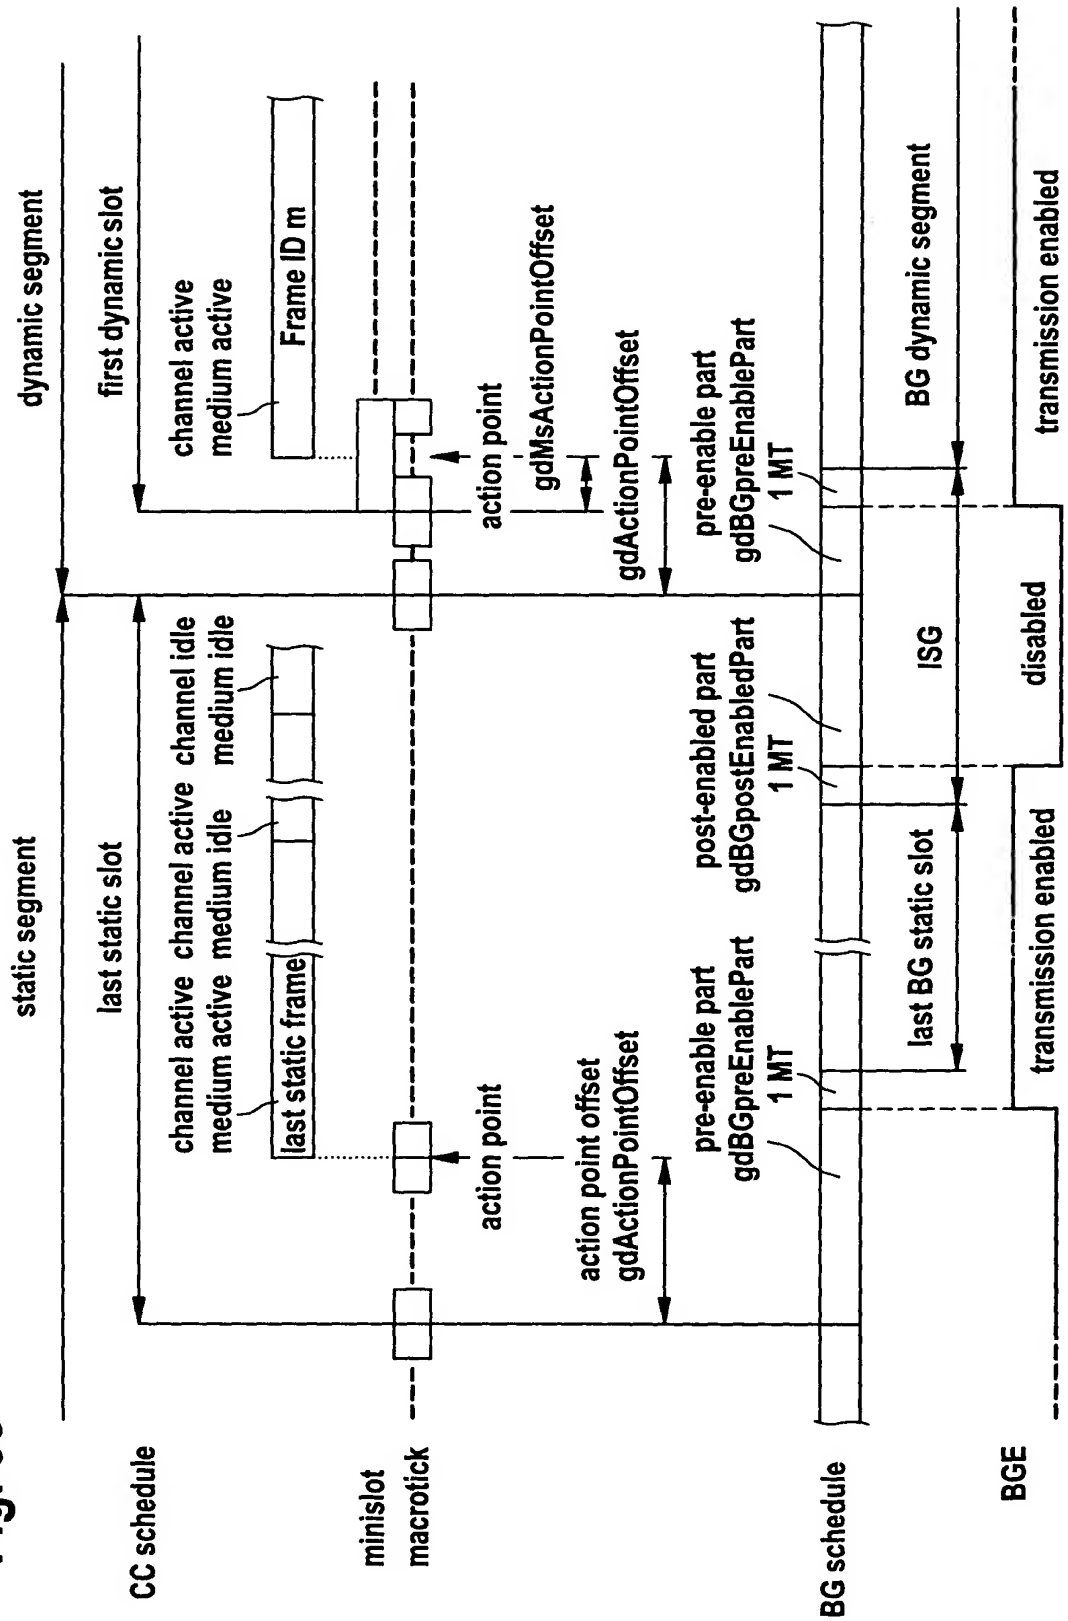 static segment
dynamic segment
CC schedule
last static slot
first dynamic slot
channel active
medium active
channel active
medium idle
channel idle
medium idle
channel active
medium active
last static frame
Frame ID m
minislot
macrotick
action point
action point
action point offset
gdActionPointOffset
gdMsActionPointOffset
gdActionPointOffset
pre-enable part
gdBGpreEnablePart
1 MT
post-enabled part
gdBGpostEnabledPart
1 MT
pre-enable part
gdBGpreEnablePart
1 MT
BG schedule
last BG static slot
ISG
BG dynamic segment
BGE
transmission enabled
disabled
transmission enabled